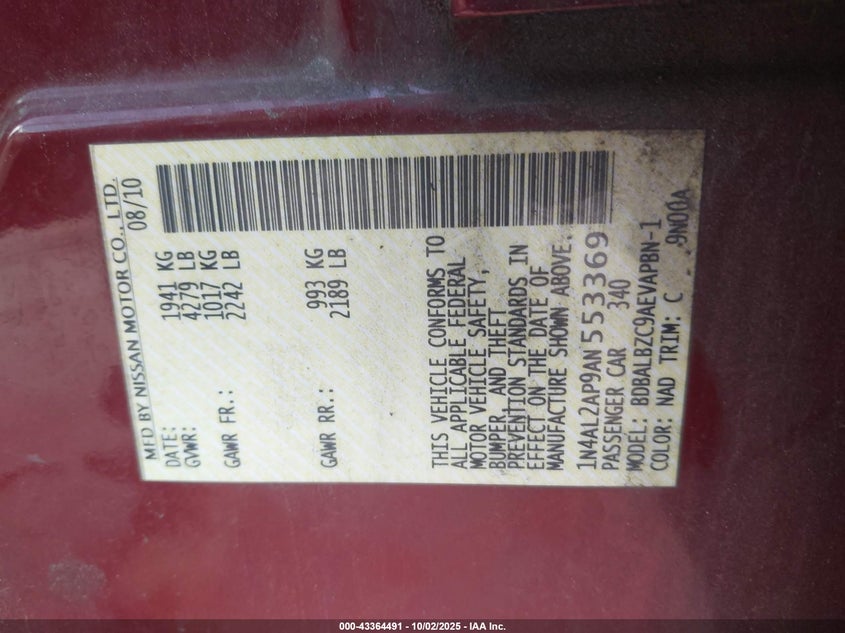 MFD BY NISSAN MOTOR CO., LTD.
DATE: 08/10
GVWR: 1941 KG
4279 LB
GAWR FR.: 1017 KG
2242 LB
GAWR RR.: 993 KG
2189 LB
THIS VEHICLE CONFORMS TO
ALL APPLICABLE FEDERAL
MOTOR VEHICLE SAFETY,
BUMPER, AND THEFT
PREVENTION STANDARDS IN
EFFECT ON THE DATE OF
MANUFACTURE SHOWN ABOVE.
1N4AL2AP9AN553369
PASSENGER CAR 340
MODEL: BDBALBZC9AEVAPBN-1
COLOR: NAD TRIM: C 9N00A
000-43364491 - 10/02/2025 - IAA Inc.